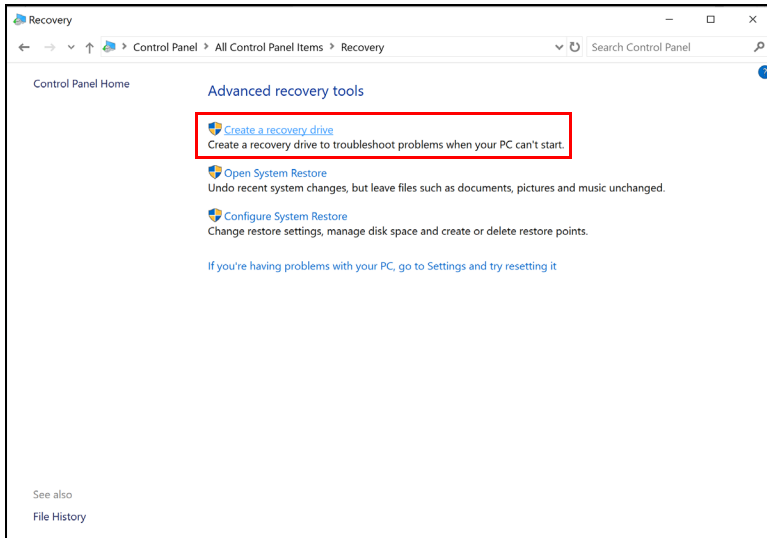 Recovery
Control Panel > All Control Panel Items > Recovery
Search Control Panel
?
Control Panel Home
Advanced recovery tools
Create a recovery drive
Create a recovery drive to troubleshoot problems when your PC can't start.
Open System Restore
Undo recent system changes, but leave files such as documents, pictures and music unchanged.
Configure System Restore
Change restore settings, manage disk space and create or delete restore points.
If you're having problems with your PC, go to Settings and try resetting it
See also
File History